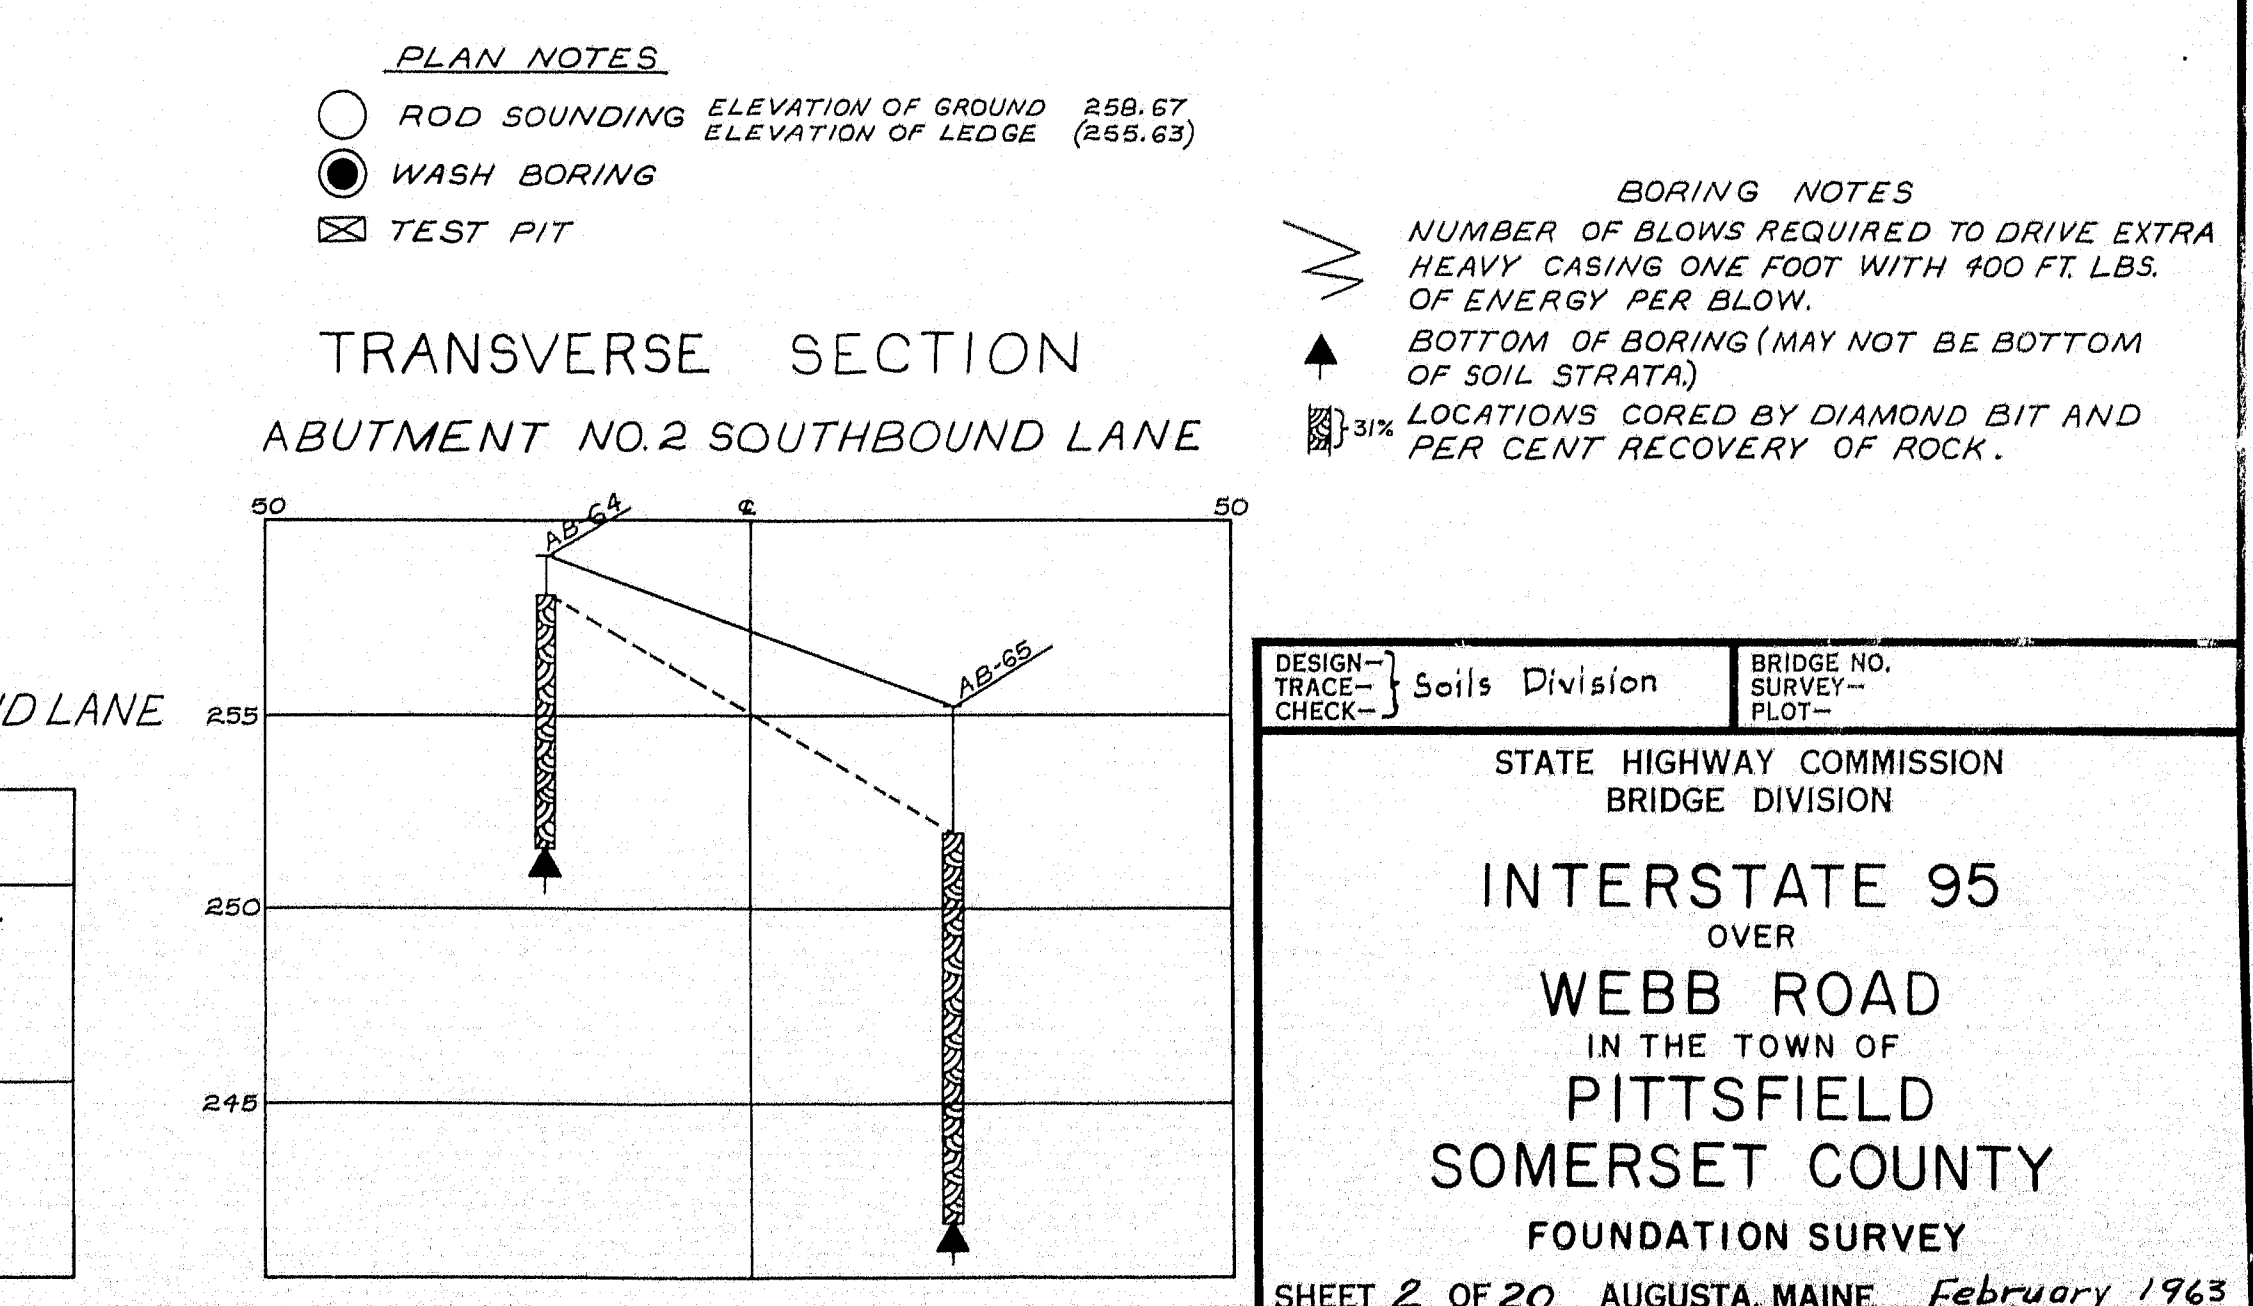 PLAN NOTES
ROD SOUNDING
ELEVATION OF GROUND 258.67
ELEVATION OF LEDGE (255.63)
WASH BORING
TEST PIT
BORING NOTES
NUMBER OF BLOWS REQUIRED TO DRIVE EXTRA
HEAVY CASING ONE FOOT WITH 400 FT. LBS.
OF ENERGY PER BLOW.
BOTTOM OF BORING (MAY NOT BE BOTTOM
OF SOIL STRATA.)
31% LOCATIONS CORED BY DIAMOND BIT AND
PER CENT RECOVERY OF ROCK.
TRANSVERSE SECTION
ABUTMENT NO.2 SOUTHBOUND LANE
50 ℄ 50
AB-64
AB-65
LANE
255
250
245
DESIGN-
TRACE-
CHECK-
Soils Division
BRIDGE NO.
SURVEY-
PLOT-
STATE HIGHWAY COMMISSION
BRIDGE DIVISION
INTERSTATE 95
OVER
WEBB ROAD
IN THE TOWN OF
PITTSFIELD
SOMERSET COUNTY
FOUNDATION SURVEY
SHEET 2 OF 20 AUGUSTA, MAINE February 1963